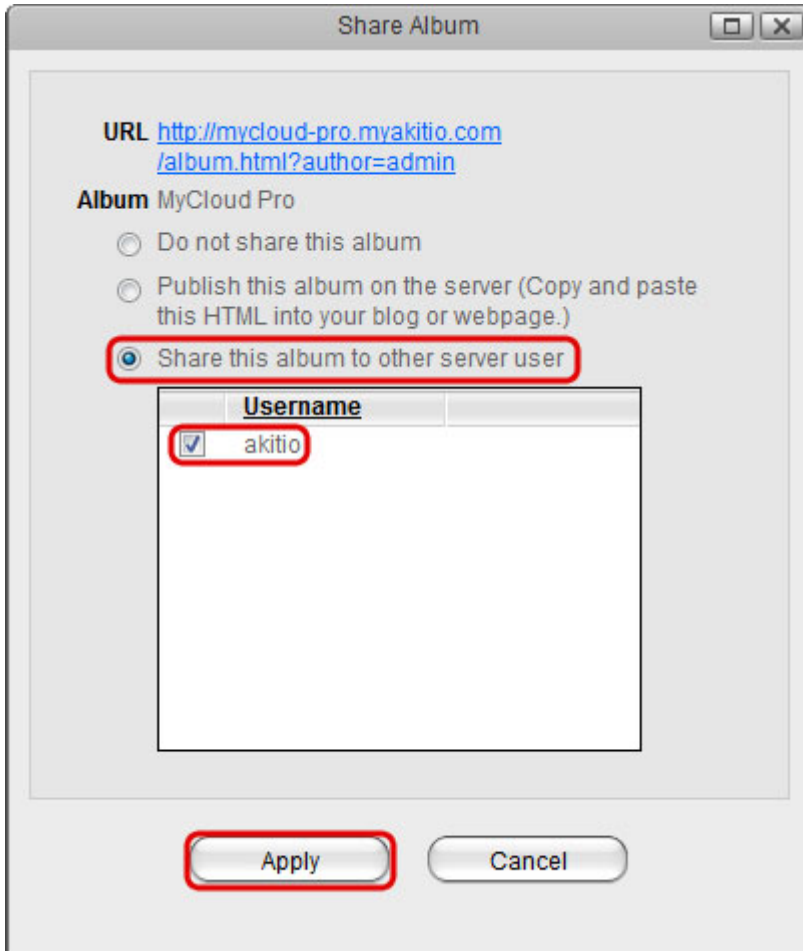 Share Album
URL http://mycloud-pro.myakitio.com
/album.html?author=admin
Album MyCloud Pro
Do not share this album
Publish this album on the server (Copy and paste
this HTML into your blog or webpage.)
Share this album to other server user
Username
akitio
Apply Cancel